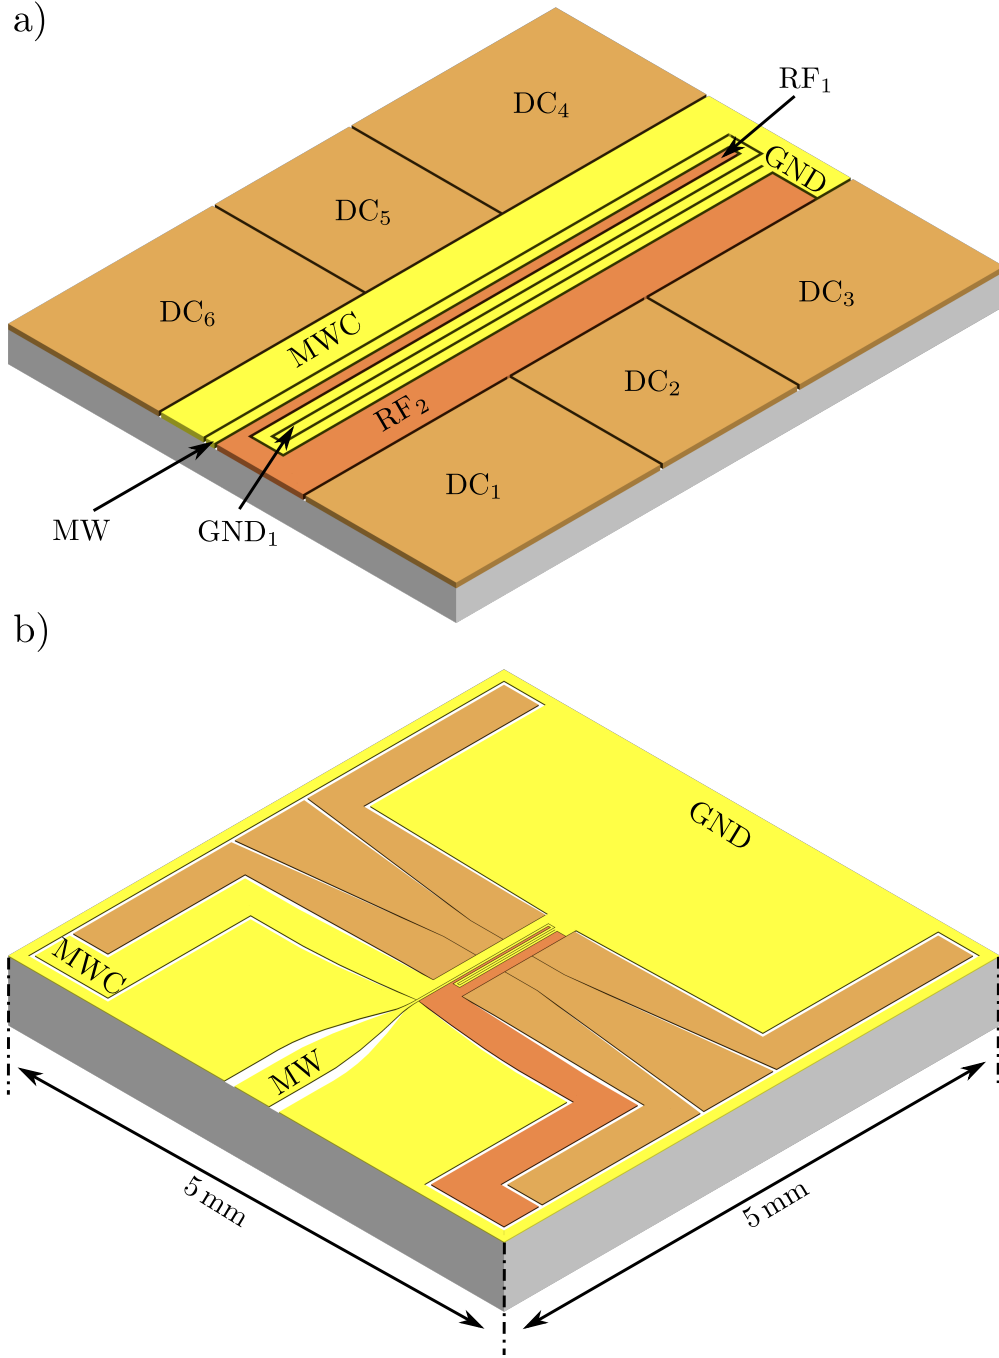 a)
RF₁
DC₄
GND
DC₅
DC₃
DC₆
MWC
DC₂
RF₂
DC₁
MW
GND₁
b)
GND
MWC
MW
5 mm
5 mm